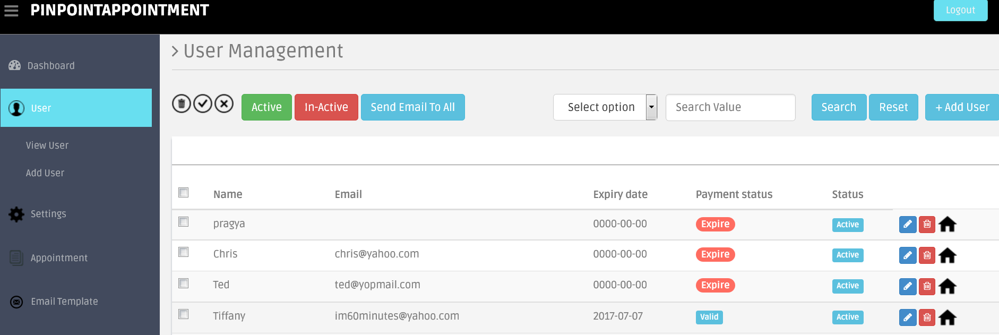 PINPOINTAPPOINTMENT
Logout
Dashboard
User
View User
Add User
Settings
Appointment
Email Template
User Management
Active In-Active Send Email To All Select option Search Value Search Reset + Add User
Name Email Expiry date Payment status Status
pragya 0000-00-00 Expire Active
Chris chris@yahoo.com 0000-00-00 Expire Active
Ted ted@yopmail.com 0000-00-00 Expire Active
Tiffany im60minutes@yahoo.com 2017-07-07 Valid Active